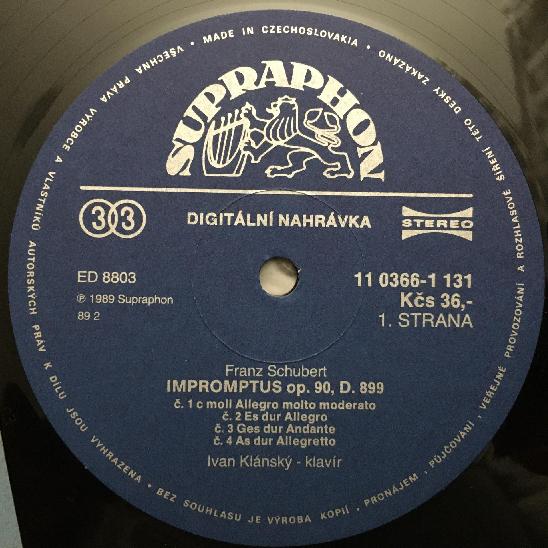 VŠECHNA PRÁVA VÝROBCE A VLASTNÍKŮ AUTORSKÝCH PRÁV K DÍLU JSOU VYHRAZENA • BEZ SOUHLASU JE VÝROBA KOPIÍ, PRONÁJEM, PŮJČOVÁNÍ, VEŘEJNÉ PROVOZOVÁNÍ A ROZHLASOVÉ ŠÍŘENÍ TÉTO DESKY ZAKÁZÁNO • MADE IN CZECHOSLOVAKIA •
SUPRAPHON
33
DIGITÁLNÍ NAHRÁVKA
STEREO
ED 8803
11 0366-1 131
℗ 1989 Supraphon
Kčs 36,-
89 2
1. STRANA
Franz Schubert
IMPROMPTUS op. 90, D. 899
č. 1 c moll Allegro molto moderato
č. 2 Es dur Allegro
č. 3 Ges dur Andante
č. 4 As dur Allegretto
Ivan Klánský - klavír